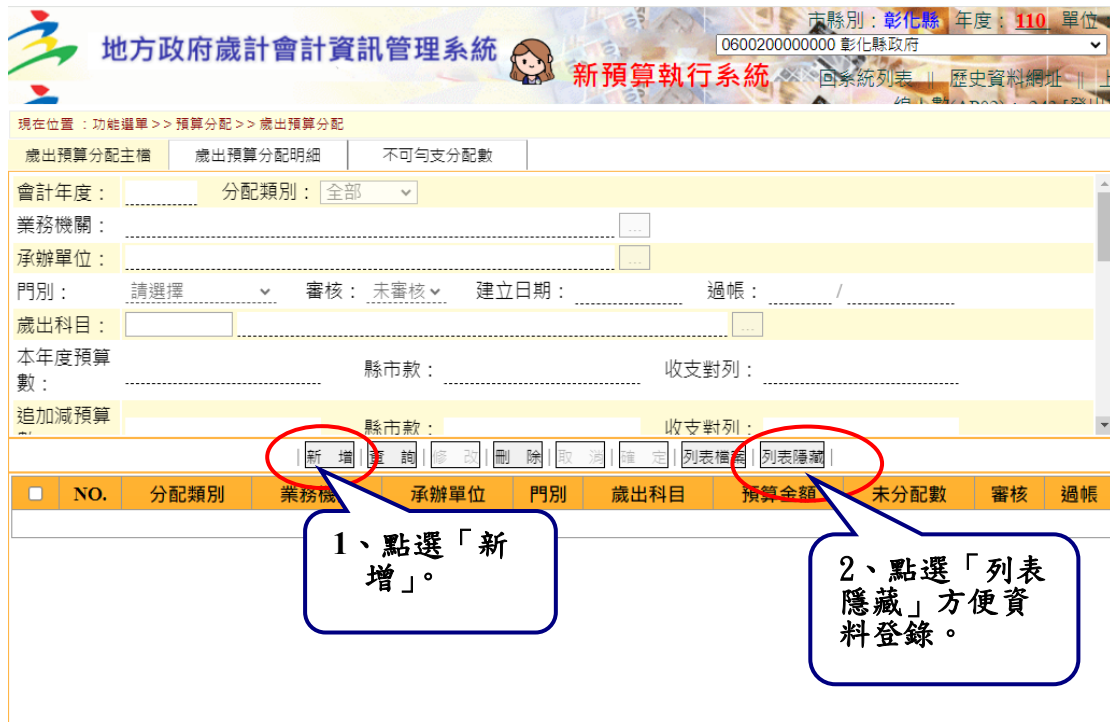 市縣別：彰化縣 年度：110 單位
地方政府歲計會計資訊管理系統
0600200000000 彰化縣政府
新預算執行系統
回系統列表 || 歷史資料網址 || 上
現在位置 ：功能選單>>預算分配>>歲出預算分配
歲出預算分配主檔 歲出預算分配明細 不可勻支分配數
會計年度： 分配類別： 全部
業務機關： ...
承辦單位： ...
門別： 請選擇 審核： 未審核 建立日期： 過帳： /
歲出科目： ...
本年度預算
數： 縣市款： 收支對列：
追加減預算
縣市款： 收支對列：
| 新 增 | 查 詢 | 修 改 | 刪 除 | 取 消 | 確 定 | 列表檔案 | 列表隱藏 |
NO. 分配類別 業務機 承辦單位 門別 歲出科目 預算金額 未分配數 審核 過帳
1、點選「新
增」。
2、點選「列表
隱藏」方便資
料登錄。